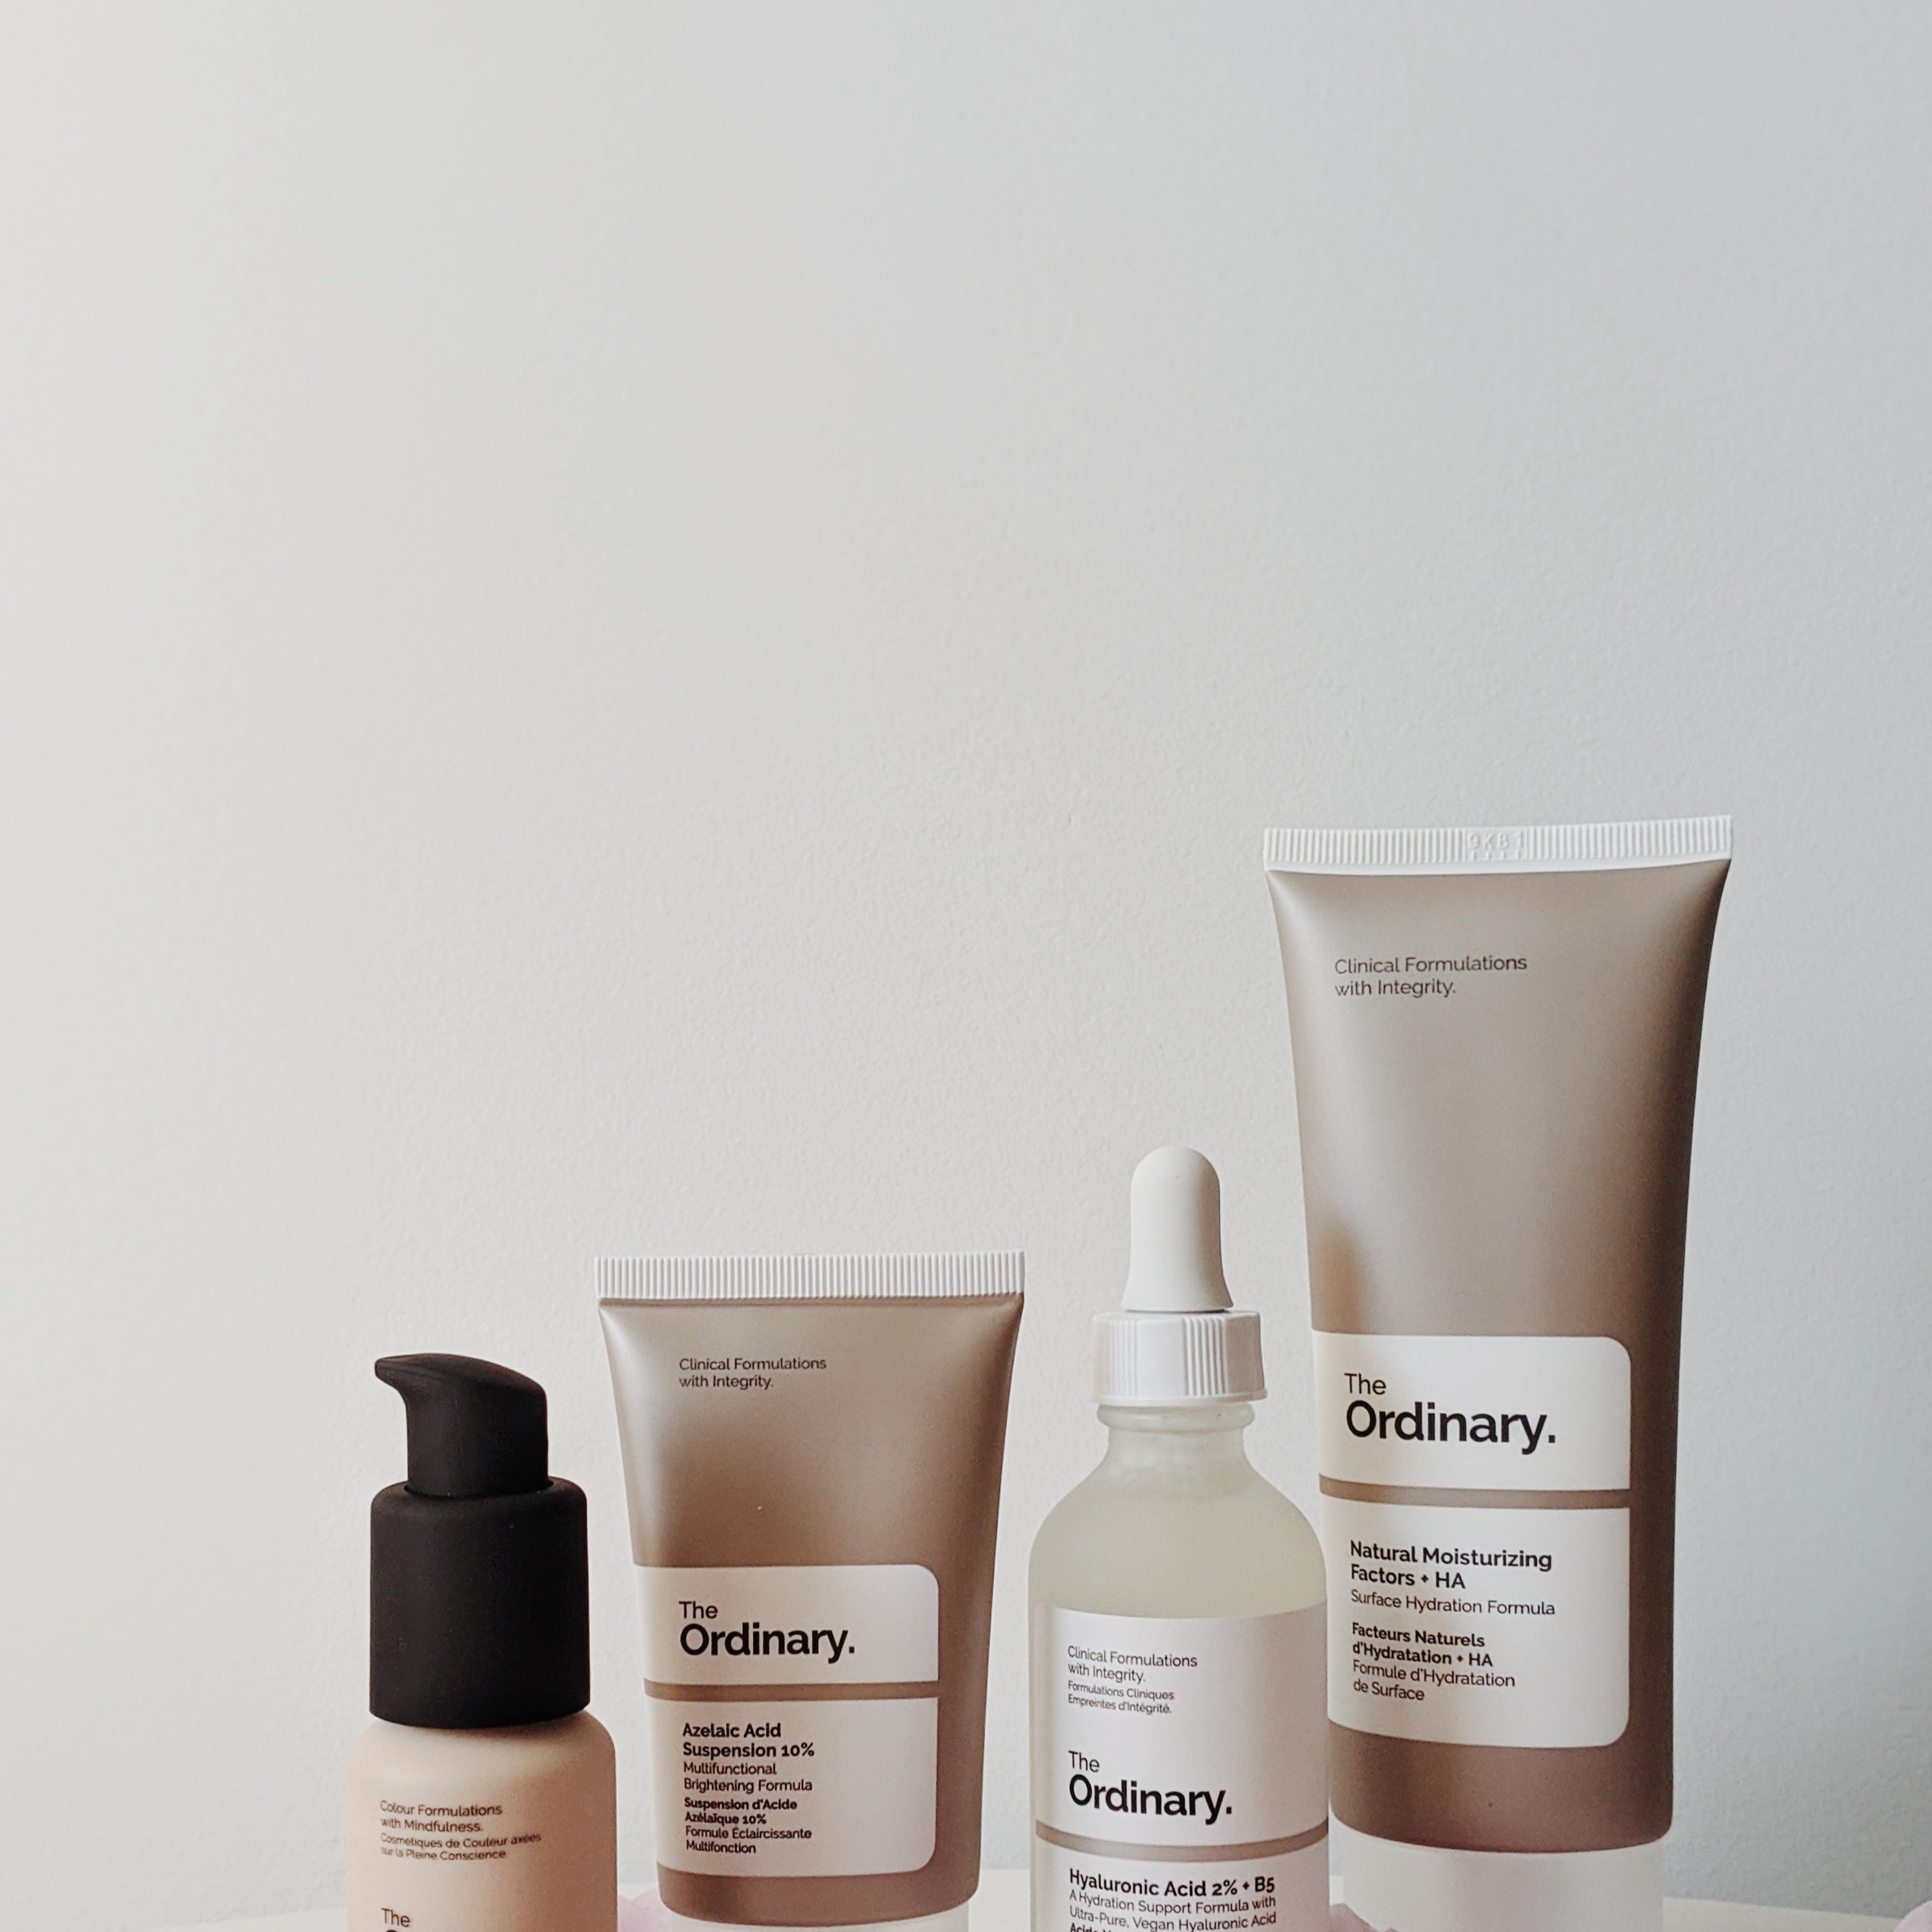 Colour Formulations
with Mindfulness.
Cosmétiques de Couleur axées
sur la Pleine Conscience
The
Clinical Formulations
with Integrity.
The
Ordinary.
Azelaic Acid
Suspension 10%
Multifunctional
Brightening Formula
Suspension d'Acide
Azélaïque 10%
Formule Éclaircissante
Multifonction
Clinical Formulations
with Integrity.
Formulations Cliniques
Empreintes d'Intégrité.
The
Ordinary.
Hyaluronic Acid 2% + B5
A Hydration Support Formula with
Ultra-Pure, Vegan Hyaluronic Acid
9XB1
Clinical Formulations
with Integrity.
The
Ordinary.
Natural Moisturizing
Factors + HA
Surface Hydration Formula
Facteurs Naturels
d'Hydratation + HA
Formule d'Hydratation
de Surface